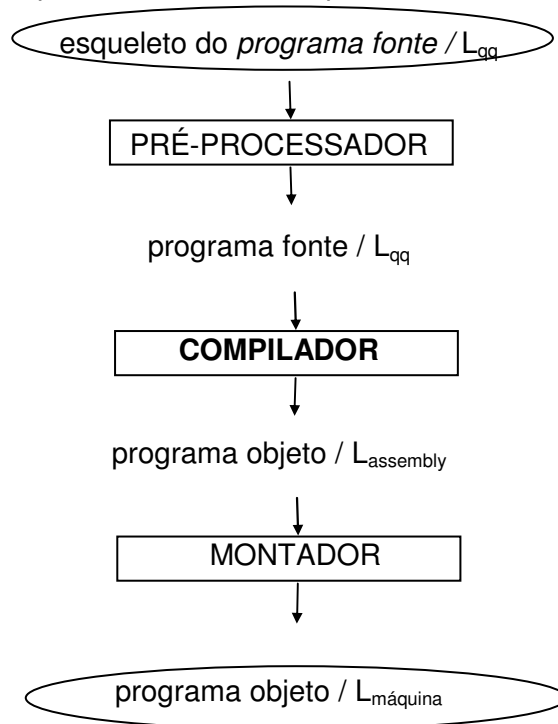 esqueleto do programa fonte / Lqq
PRÉ-PROCESSADOR
programa fonte / Lqq
COMPILADOR
programa objeto / Lassembly
MONTADOR
programa objeto / Lmáquina